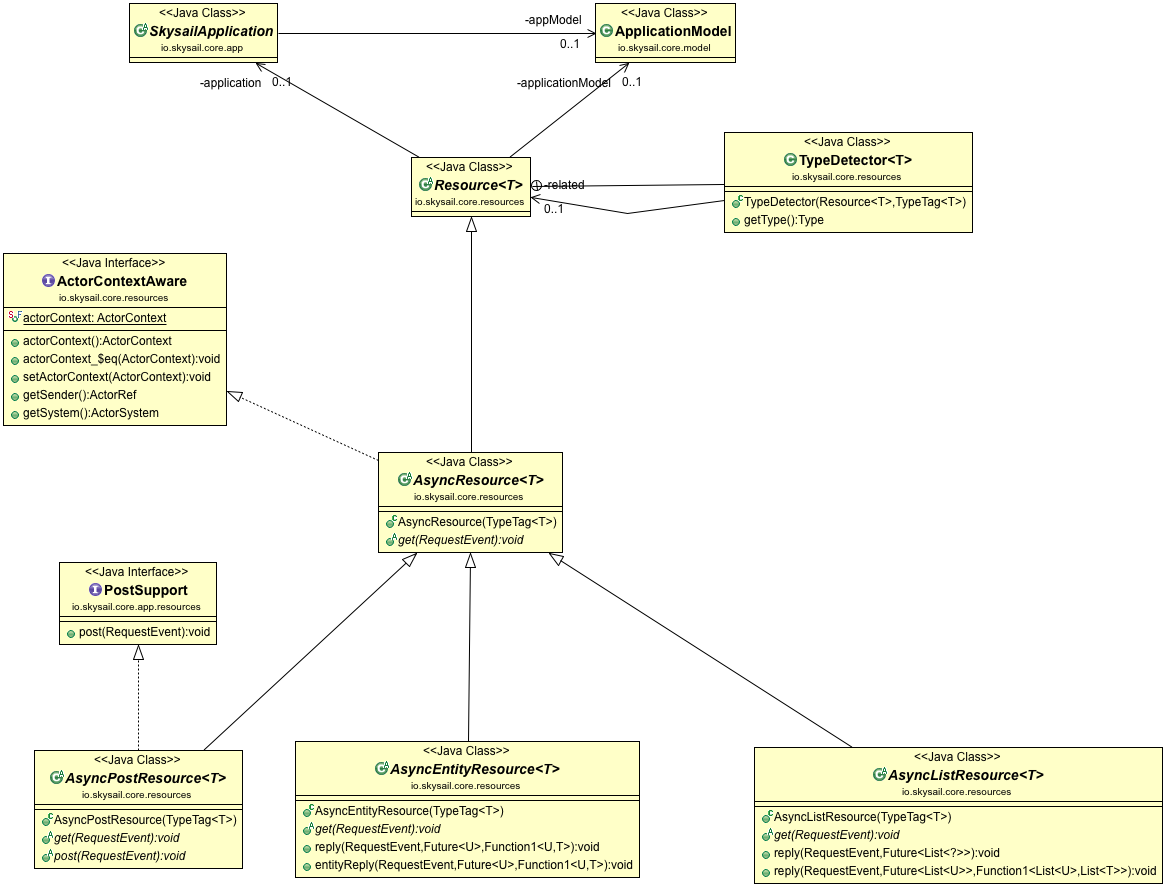 <<Java Class>>
SkysailApplication
io.skysail.core.app
-appModel
0..1
<<Java Class>>
ApplicationModel
io.skysail.core.model
-application
0..1
-applicationModel
0..1
<<Java Class>>
Resource<T>
io.skysail.core.resources
-related
0..1
<<Java Class>>
TypeDetector<T>
io.skysail.core.resources
TypeDetector(Resource<T>,TypeTag<T>)
getType():Type
<<Java Interface>>
ActorContextAware
io.skysail.core.resources
actorContext: ActorContext
actorContext():ActorContext
actorContext_$eq(ActorContext):void
setActorContext(ActorContext):void
getSender():ActorRef
getSystem():ActorSystem
<<Java Class>>
AsyncResource<T>
io.skysail.core.resources
AsyncResource(TypeTag<T>)
get(RequestEvent):void
<<Java Interface>>
PostSupport
io.skysail.core.app.resources
post(RequestEvent):void
<<Java Class>>
AsyncPostResource<T>
io.skysail.core.resources
AsyncPostResource(TypeTag<T>)
get(RequestEvent):void
post(RequestEvent):void
<<Java Class>>
AsyncEntityResource<T>
io.skysail.core.resources
AsyncEntityResource(TypeTag<T>)
get(RequestEvent):void
reply(RequestEvent,Future<U>,Function1<U,T>):void
entityReply(RequestEvent,Future<U>,Function1<U,T>):void
<<Java Class>>
AsyncListResource<T>
io.skysail.core.resources
AsyncListResource(TypeTag<T>)
get(RequestEvent):void
reply(RequestEvent,Future<List<?>>):void
reply(RequestEvent,Future<List<U>>,Function1<List<U>,List<T>>):void